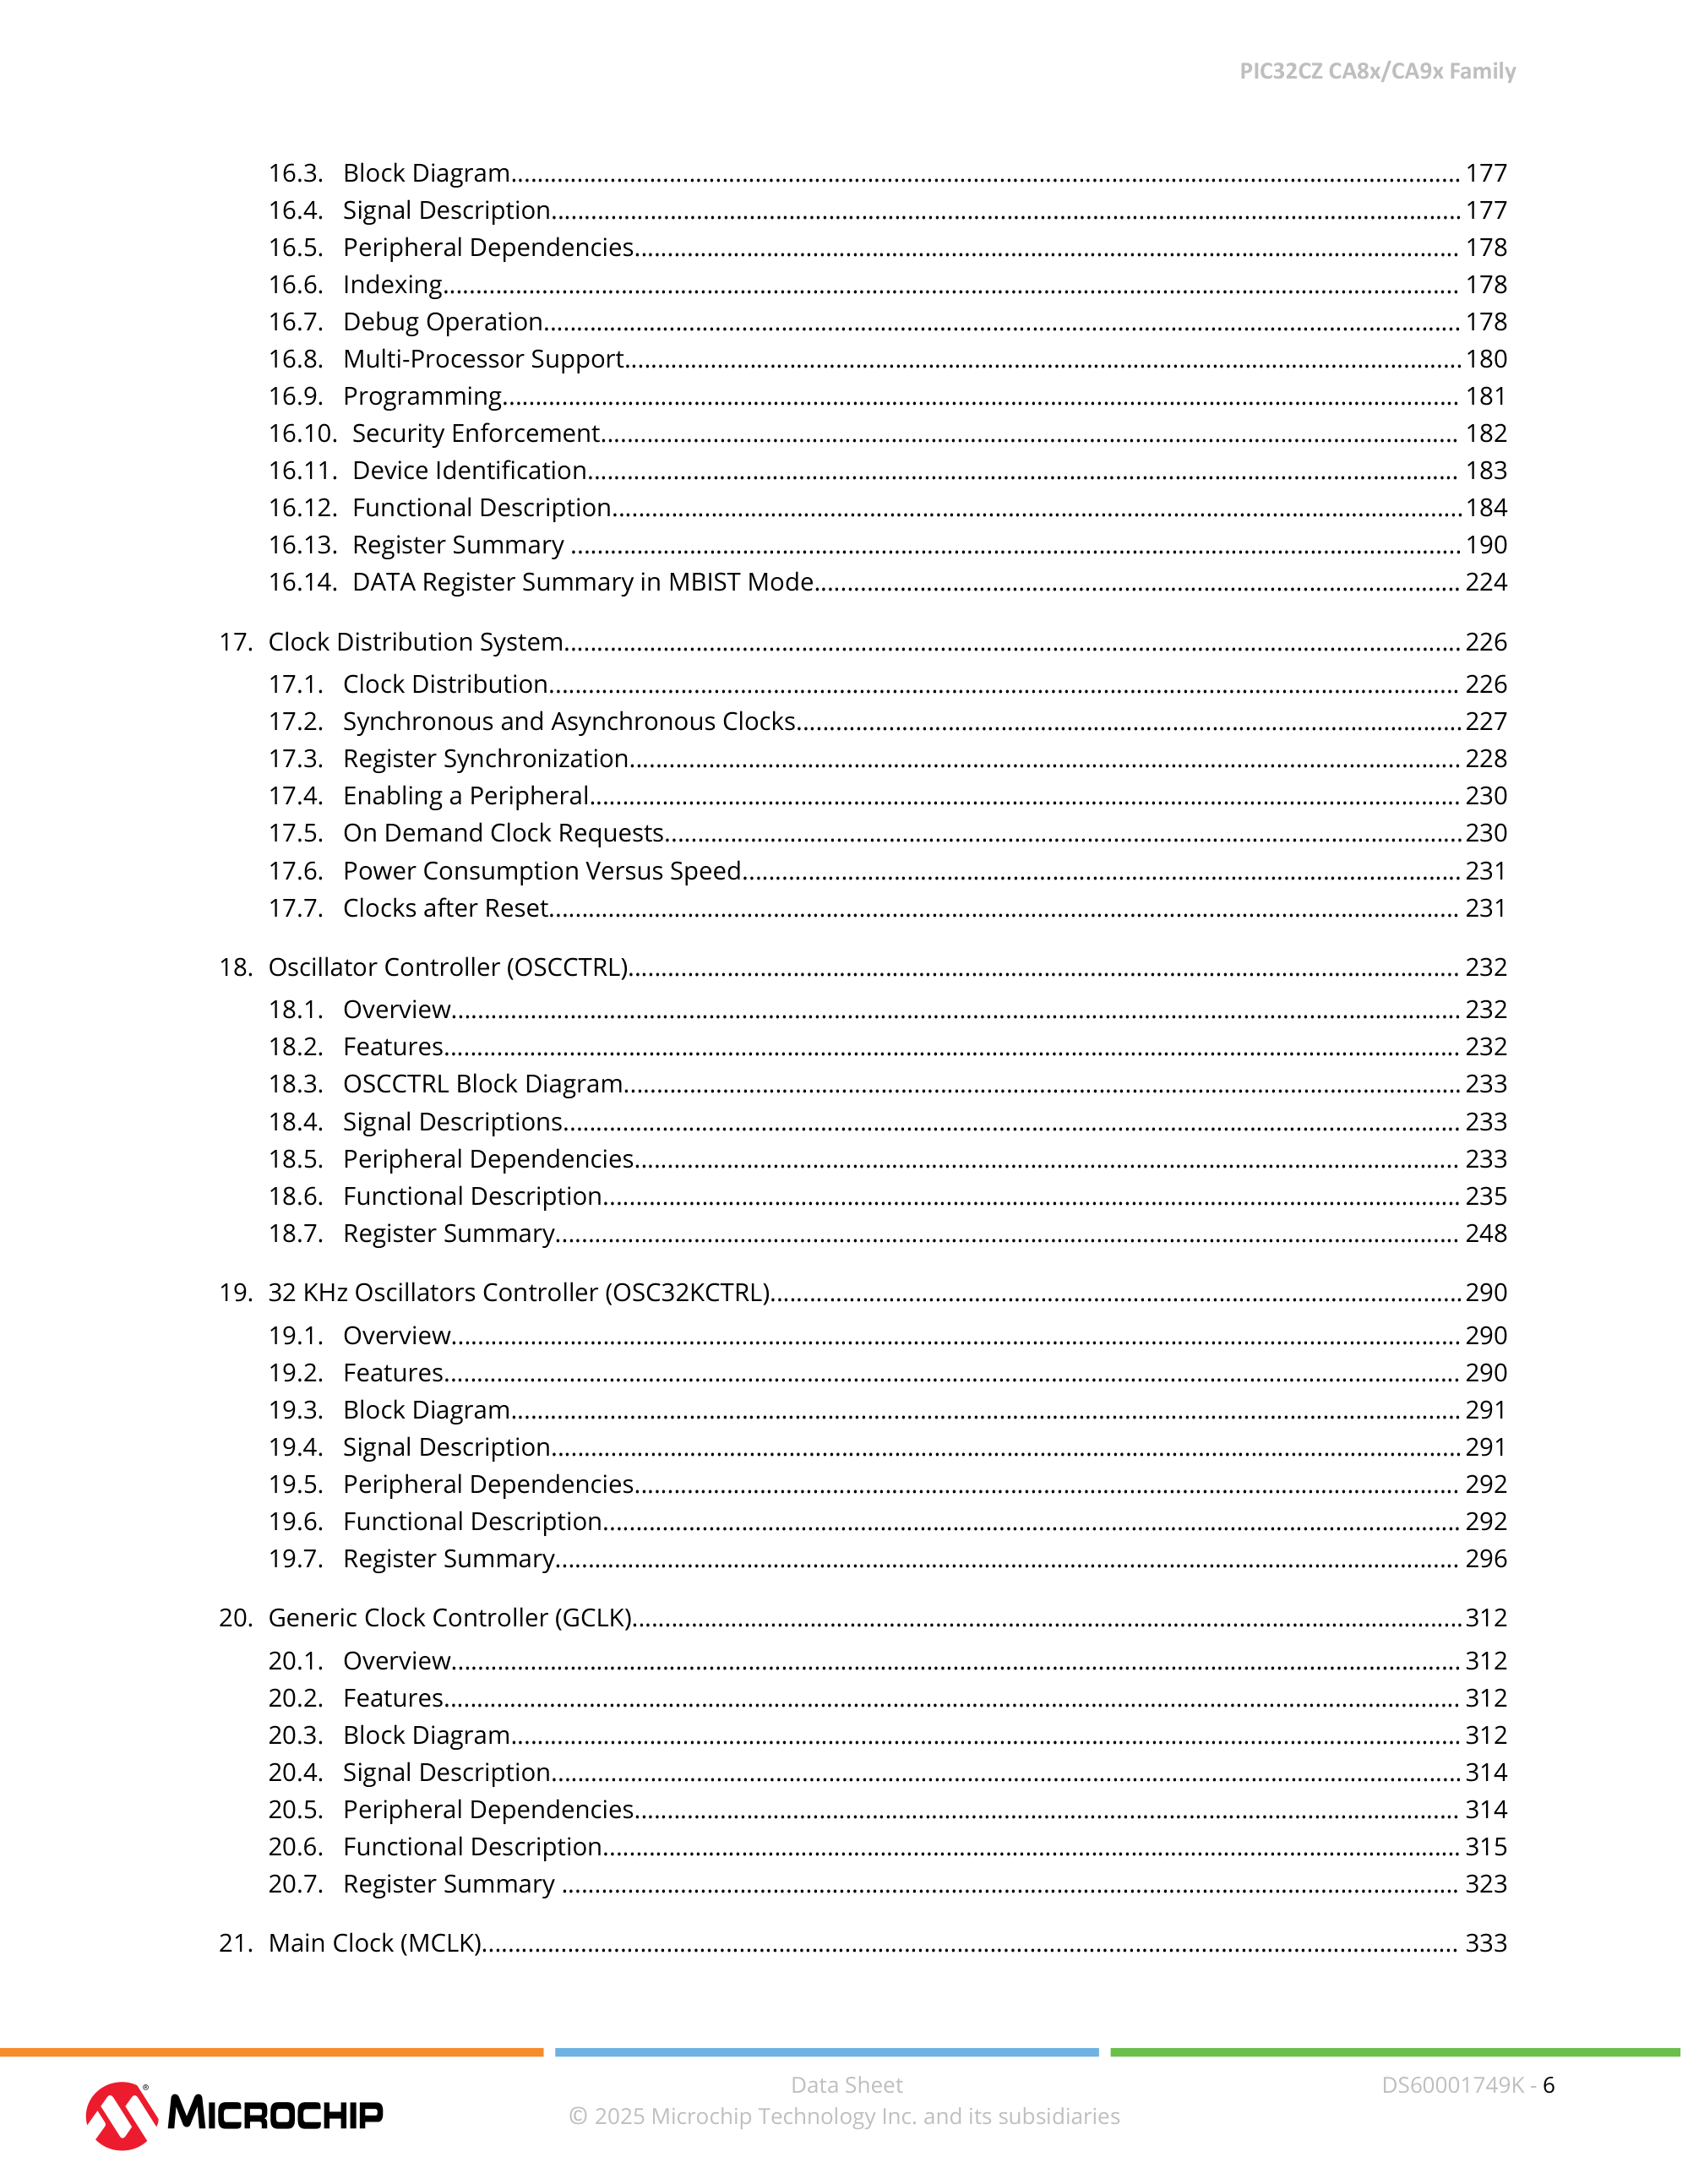 PIC32CZ CA8x/CA9x Family
16.3. Block Diagram 177
16.4. Signal Description 177
16.5. Peripheral Dependencies 178
16.6. Indexing 178
16.7. Debug Operation 178
16.8. Multi-Processor Support 180
16.9. Programming 181
16.10. Security Enforcement 182
16.11. Device Identification 183
16.12. Functional Description 184
16.13. Register Summary 190
16.14. DATA Register Summary in MBIST Mode 224
17. Clock Distribution System 226
17.1. Clock Distribution 226
17.2. Synchronous and Asynchronous Clocks 227
17.3. Register Synchronization 228
17.4. Enabling a Peripheral 230
17.5. On Demand Clock Requests 230
17.6. Power Consumption Versus Speed 231
17.7. Clocks after Reset 231
18. Oscillator Controller (OSCCTRL) 232
18.1. Overview 232
18.2. Features 232
18.3. OSCCTRL Block Diagram 233
18.4. Signal Descriptions 233
18.5. Peripheral Dependencies 233
18.6. Functional Description 235
18.7. Register Summary 248
19. 32 KHz Oscillators Controller (OSC32KCTRL) 290
19.1. Overview 290
19.2. Features 290
19.3. Block Diagram 291
19.4. Signal Description 291
19.5. Peripheral Dependencies 292
19.6. Functional Description 292
19.7. Register Summary 296
20. Generic Clock Controller (GCLK) 312
20.1. Overview 312
20.2. Features 312
20.3. Block Diagram 312
20.4. Signal Description 314
20.5. Peripheral Dependencies 314
20.6. Functional Description 315
20.7. Register Summary 323
21. Main Clock (MCLK) 333
MICROCHIP
Data Sheet
© 2025 Microchip Technology Inc. and its subsidiaries
DS60001749K - 6